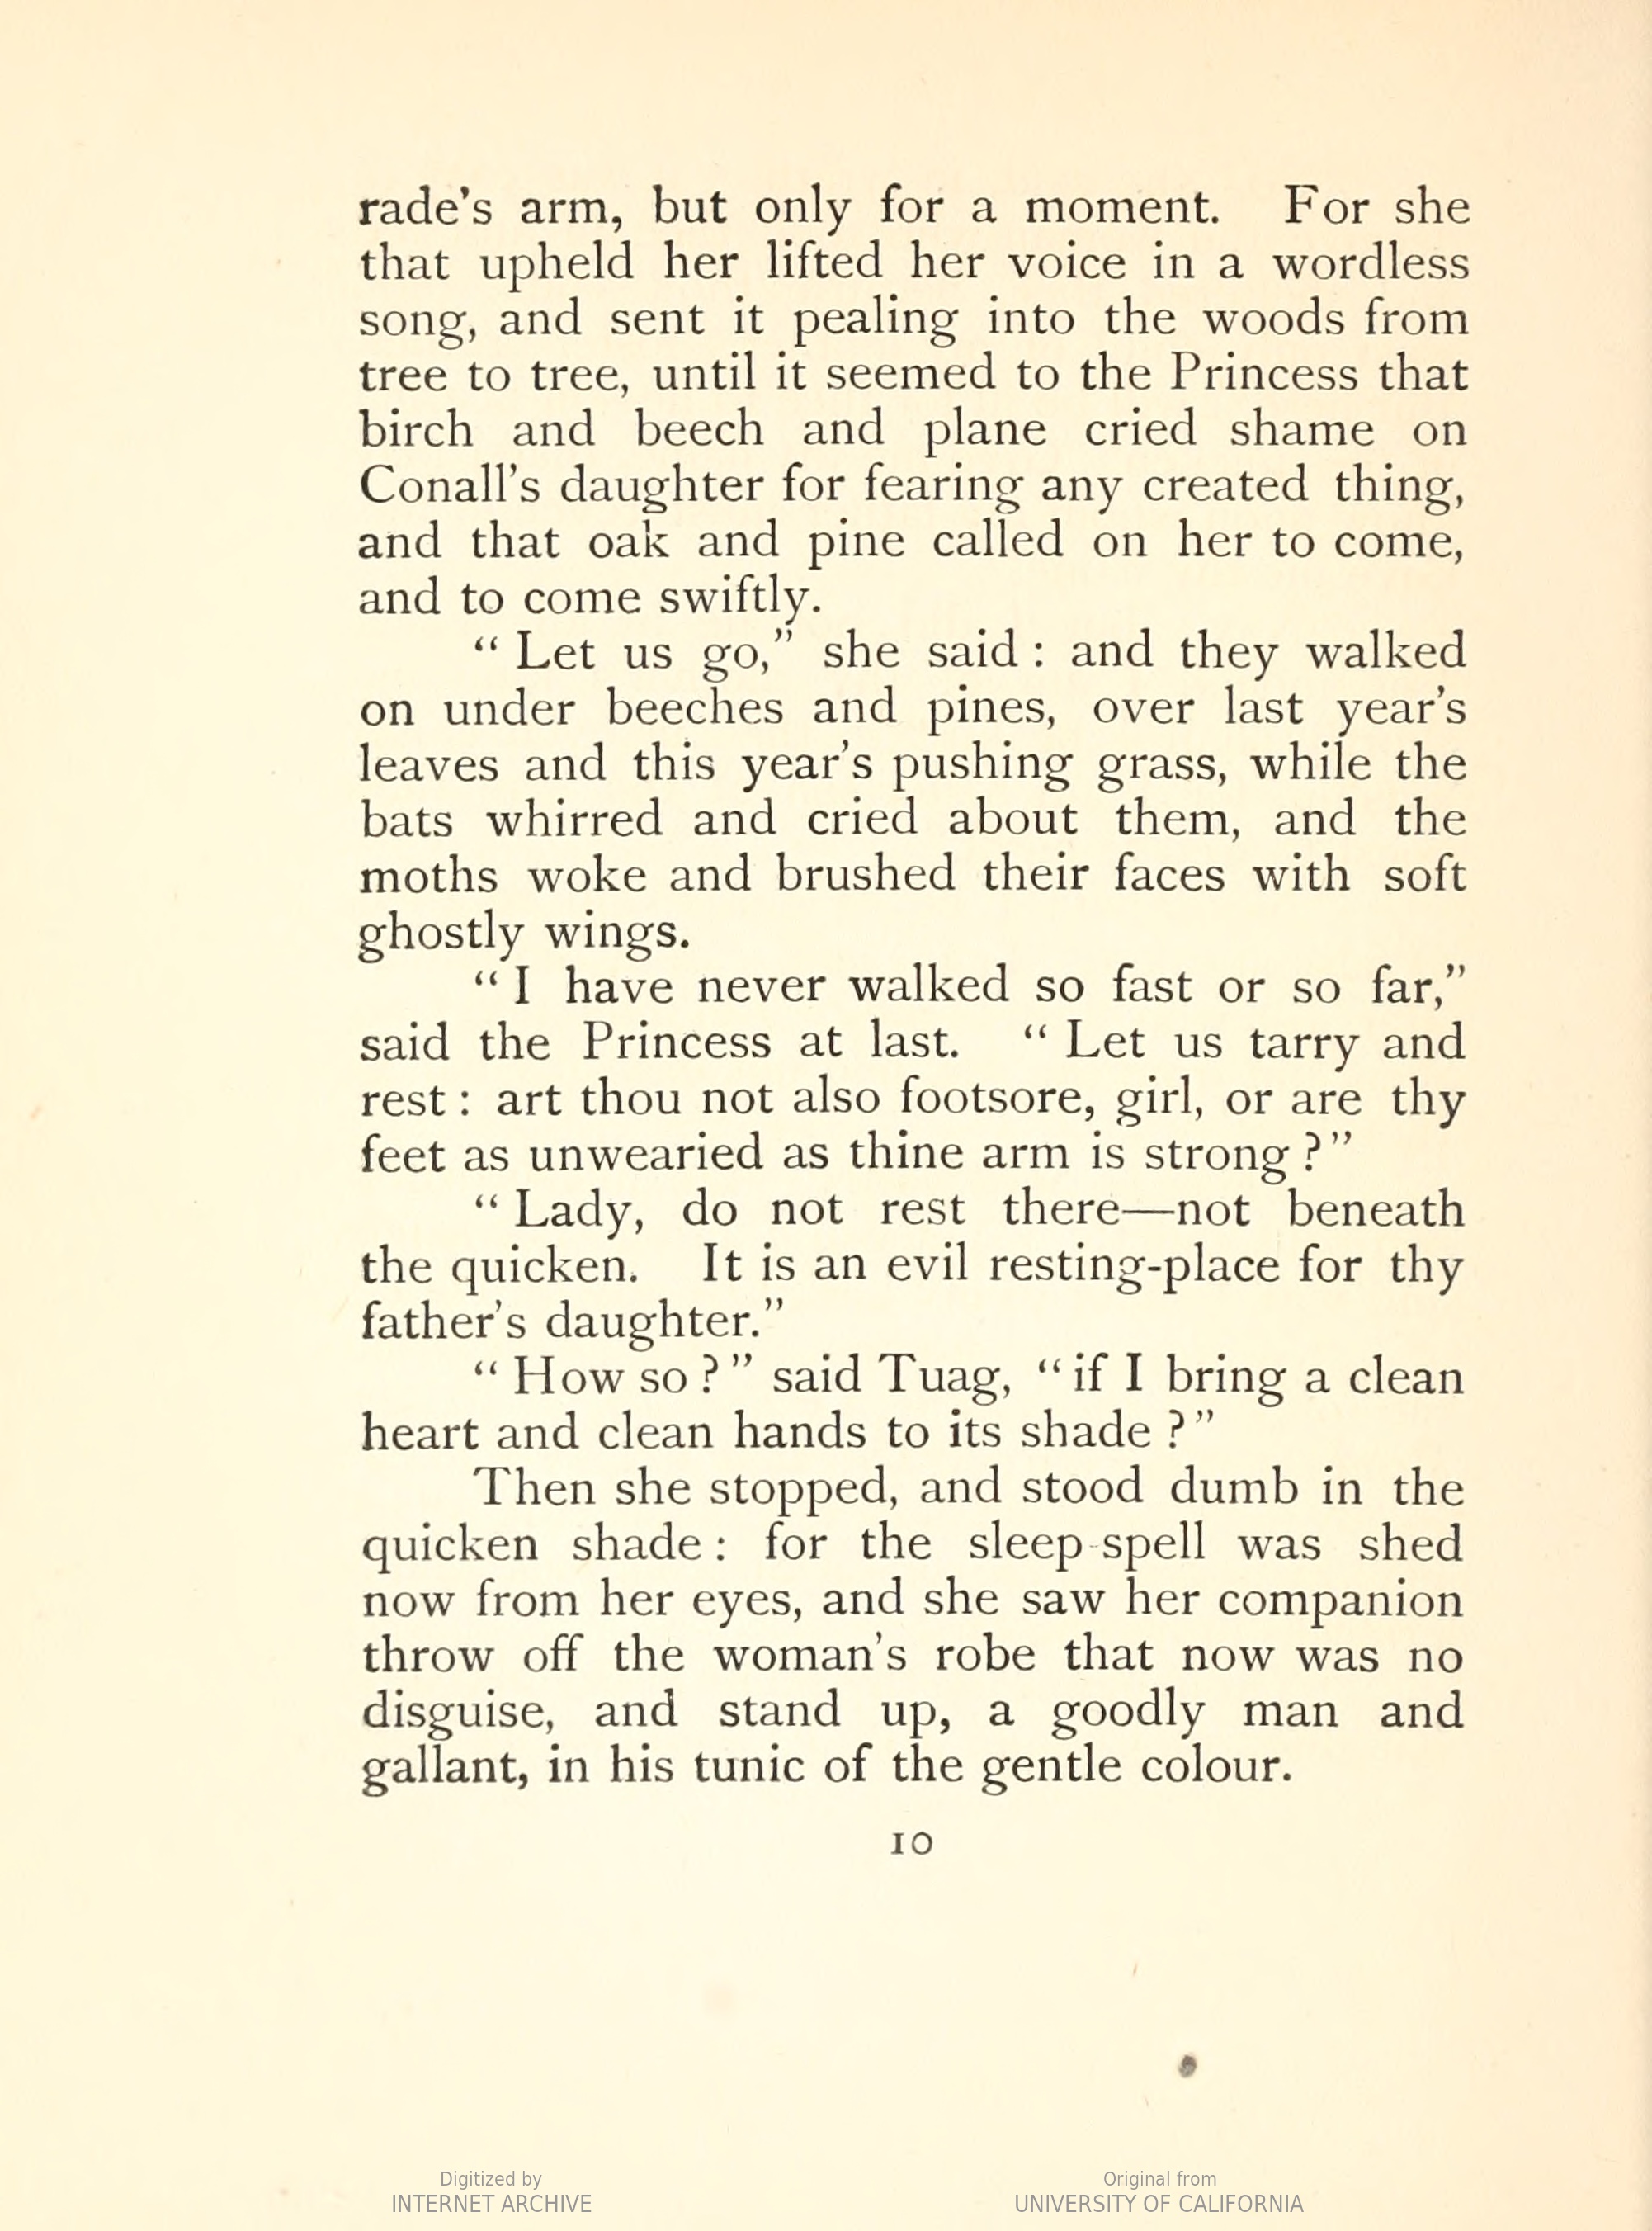 rade's arm, but only for a moment. For she
that upheld her lifted her voice in a wordless
song, and sent it pealing into the woods from
tree to tree, until it seemed to the Princess that
birch and beech and plane cried shame on
Conall's daughter for fearing any created thing,
and that oak and pine called on her to come,
and to come swiftly.
“ Let us go,” she said : and they walked
on under beeches and pines, over last year's
leaves and this year's pushing grass, while the
bats whirred and cried about them, and the
moths woke and brushed their faces with soft
ghostly wings.
“ I have never walked so fast or so far,”
said the Princess at last. “ Let us tarry and
rest : art thou not also footsore, girl, or are thy
feet as unwearied as thine arm is strong ? ”
“ Lady, do not rest there—not beneath
the quicken. It is an evil resting-place for thy
father's daughter.”
“ How so ? ” said Tuag, “ if I bring a clean
heart and clean hands to its shade ? ”
Then she stopped, and stood dumb in the
quicken shade : for the sleep-spell was shed
now from her eyes, and she saw her companion
throw off the woman's robe that now was no
disguise, and stand up, a goodly man and
gallant, in his tunic of the gentle colour.
10
Digitized by
INTERNET ARCHIVE
Original from
UNIVERSITY OF CALIFORNIA